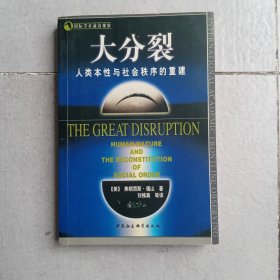 国际学术前沿观察
大分裂
人类本性与社会秩序的重建
THE GREAT DISRUPTION
HUMAN NATURE
AND
THE RECONSTITUTION
OF
SOCIAL ORDER
【美】弗朗西斯·福山 著
刘榜离 等译
中国社会科学出版社